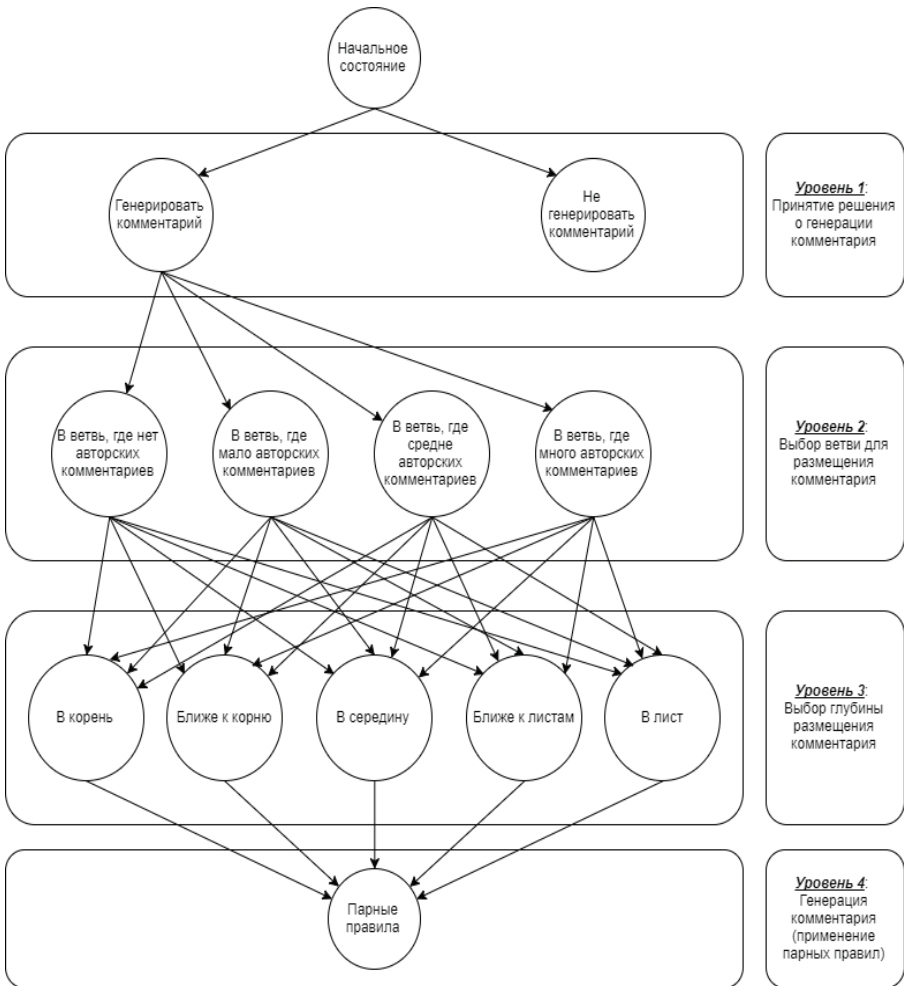 Начальное
состояние
Генерировать
комментарий
Не
генерировать
комментарий
Уровень 1:
Принятие решения
о генерации
комментария
В ветвь, где нет
авторских
комментариев
В ветвь, где
мало авторских
комментариев
В ветвь, где
средне
авторских
комментариев
В ветвь, где
много авторских
комментариев
Уровень 2:
Выбор ветви для
размещения
комментария
В корень
Ближе к корню
В середину
Ближе к листам
В лист
Уровень 3:
Выбор глубины
размещения
комментария
Парные
правила
Уровень 4:
Генерация
комментария
(применение
парных правил)